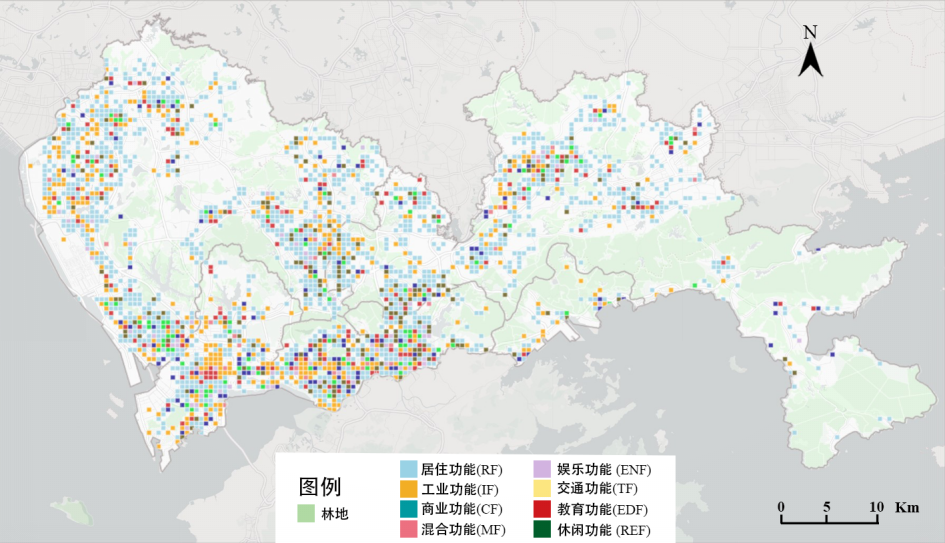 N
图例
林地
居住功能(RF)
工业功能(IF)
商业功能(CF)
混合功能(MF)
娱乐功能 (ENF)
交通功能(TF)
教育功能(EDF)
休闲功能 (REF)
0 5 10 Km